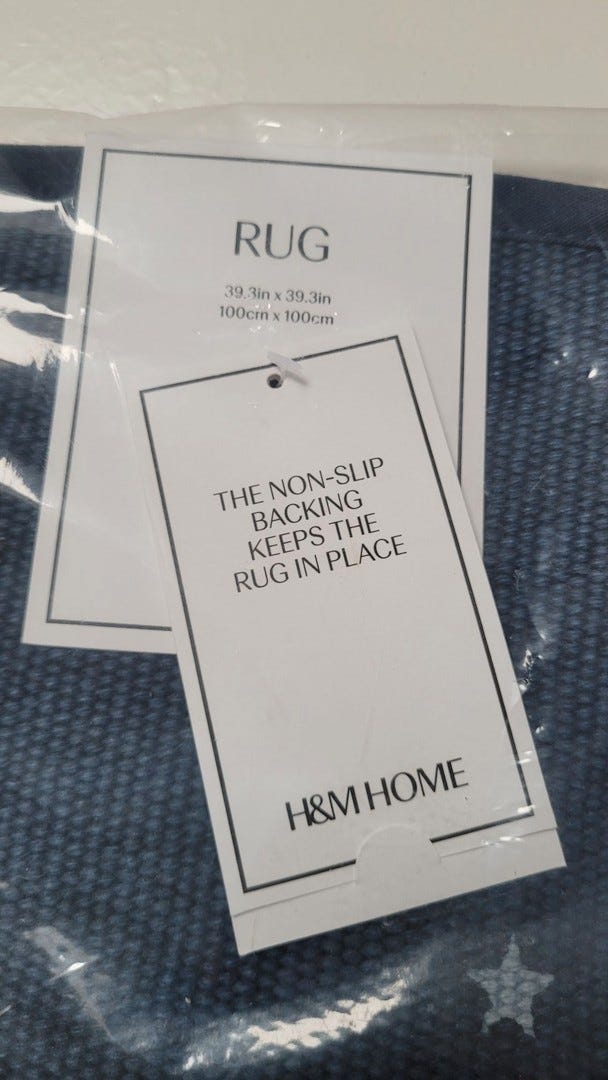 RUG
39.3in x 39.3in
100cm x 100cm
THE NON-SLIP
BACKING
KEEPS THE
RUG IN PLACE
H&M HOME